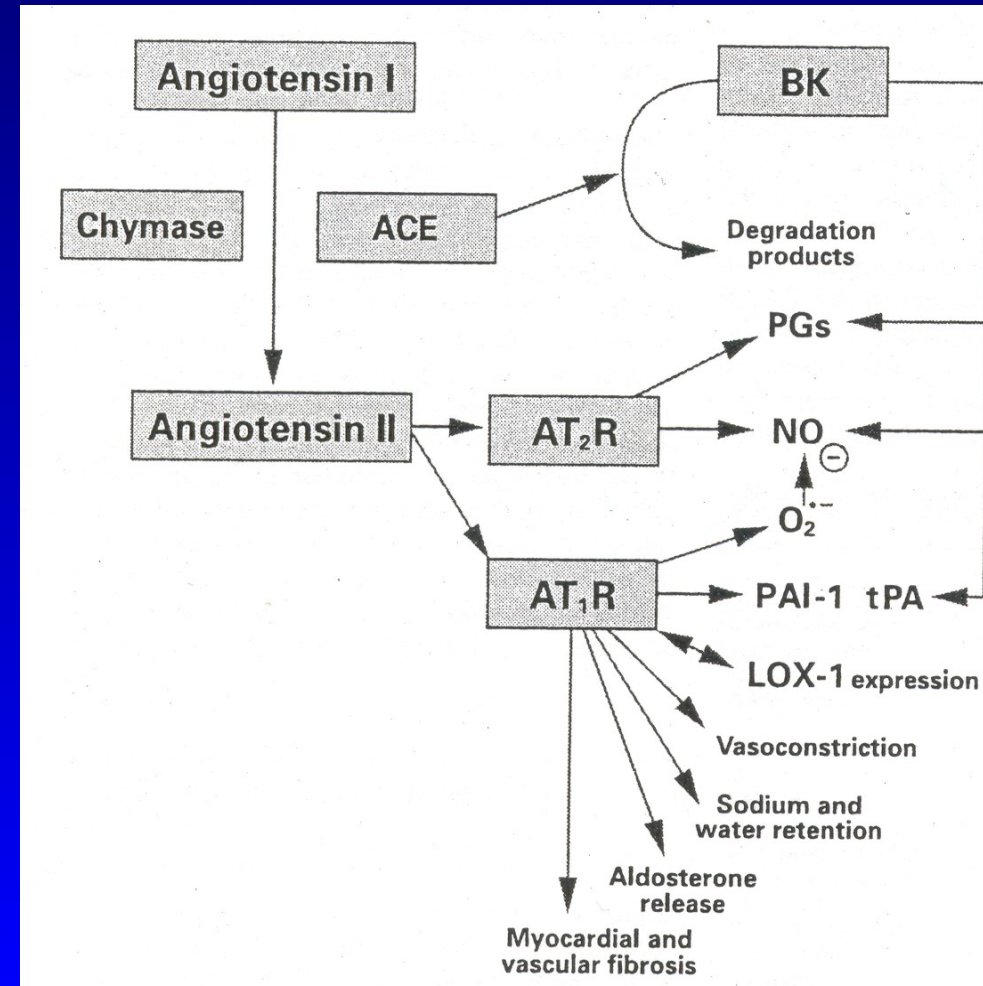 Angiotensin I
BK
Chymase
ACE
Degradation
products
PGs
Angiotensin II
AT₂R
NO
⊖
O₂·⁻
AT₁R
PAI-1 tPA
LOX-1 expression
Vasoconstriction
Sodium and
water retention
Aldosterone
release
Myocardial and
vascular fibrosis